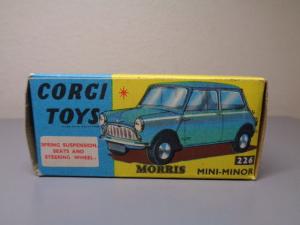 CORGI
TOYS
SPRING SUSPENSION,
SEATS AND
STEERING WHEEL.
226
MORRIS MINI-MINOR